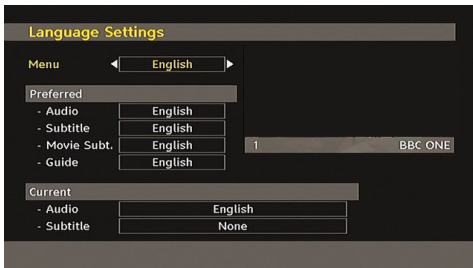 Language Settings
Menu English
Preferred
- Audio English
- Subtitle English
- Movie Subt. English
- Guide English
1 BBC ONE
Current
- Audio English
- Subtitle None